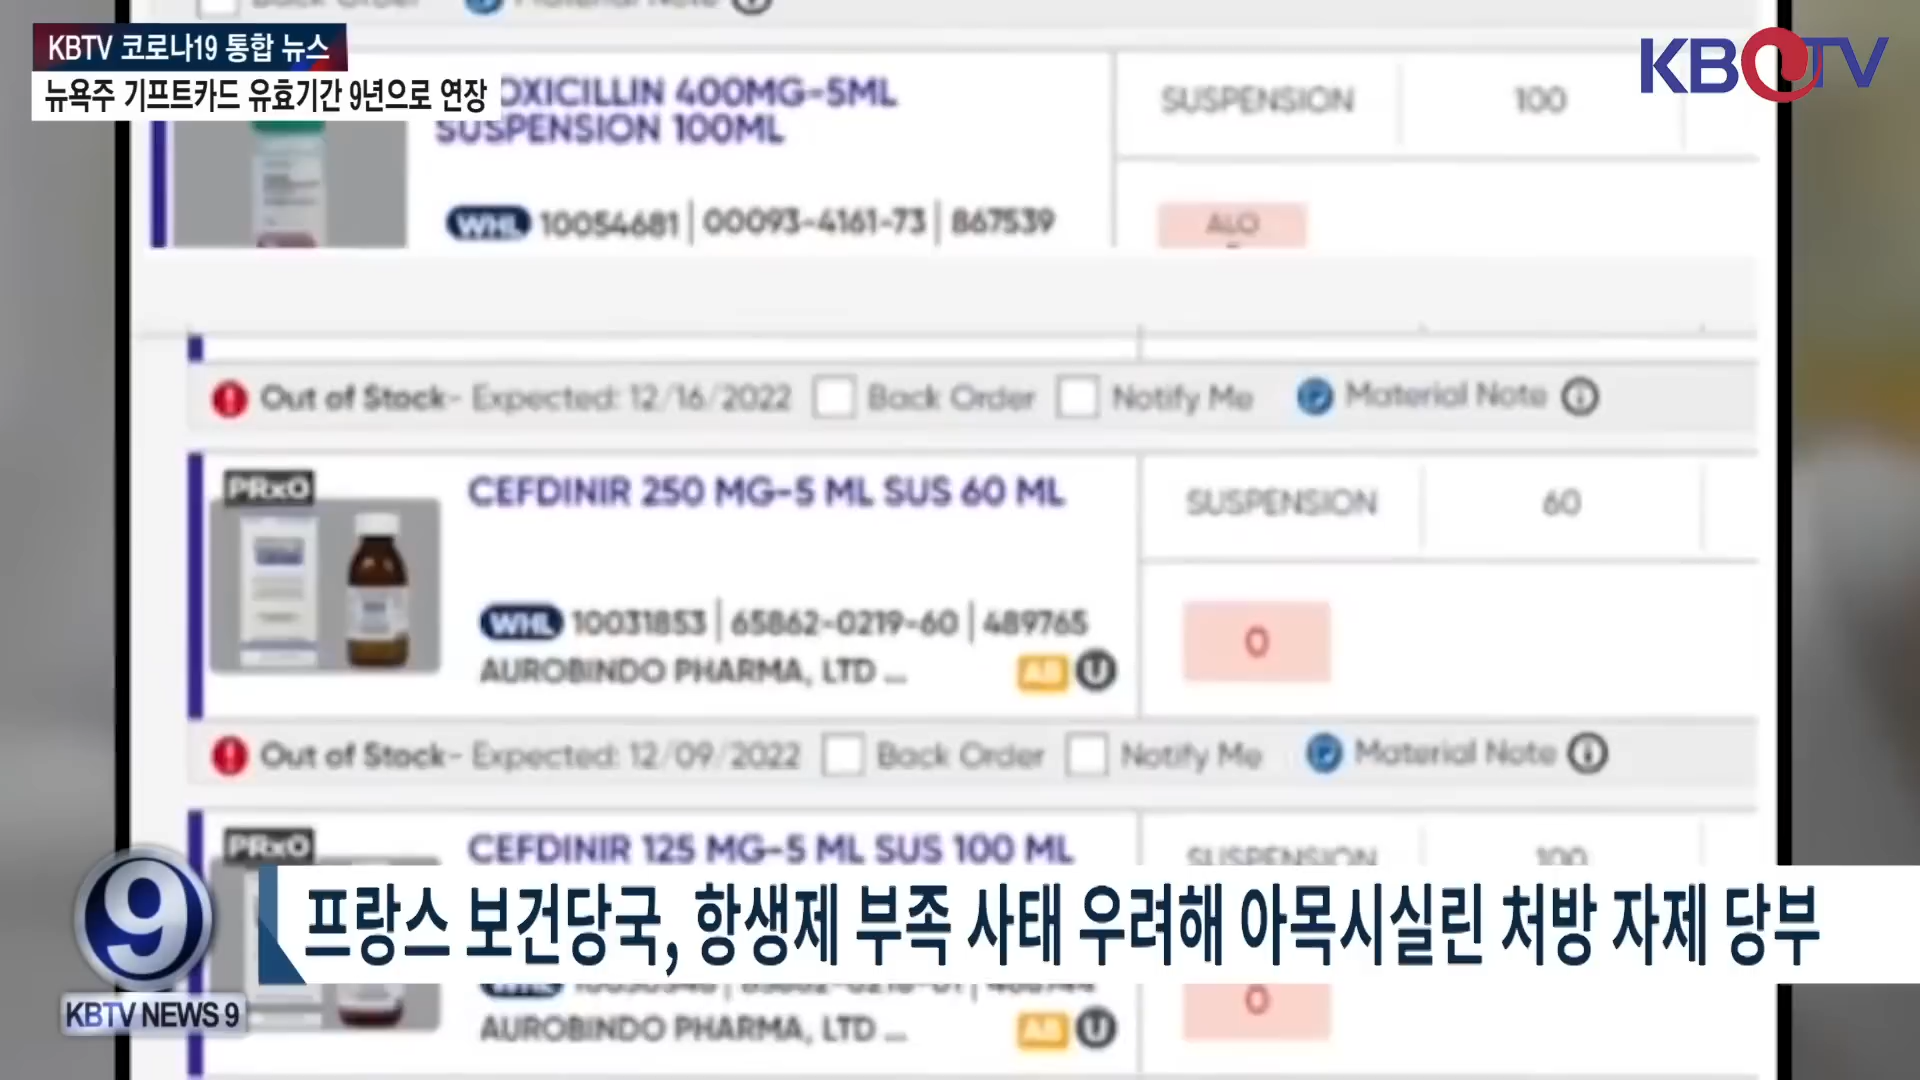 Back Order Material Note
KBTV 코로나19 통합 뉴스
뉴욕주 기프트카드 유효기간 9년으로 연장
KBTV
OXICILLIN 400MG-5ML
SUSPENSION 100ML
SUSPENSION 100
WHL 10054681 | 00093-4161-73 | 867539
ALO
Out of Stock- Expected: 12/16/2022 Back Order Notify Me Material Note
PRxO
CEFDINIR 250 MG-5 ML SUS 60 ML
SUSPENSION 60
WHL 10031853 | 65862-0219-60 | 489765
0
AUROBINDO PHARMA, LTD ...
AB U
Out of Stock- Expected: 12/09/2022 Back Order Notify Me Material Note
PRxO
CEFDINIR 125 MG-5 ML SUS 100 ML
SUSPENSION 100
9
프랑스 보건당국, 항생제 부족 사태 우려해 아목시실린 처방 자제 당부
KBTV NEWS 9
WHL
0
AUROBINDO PHARMA, LTD ...
AB U